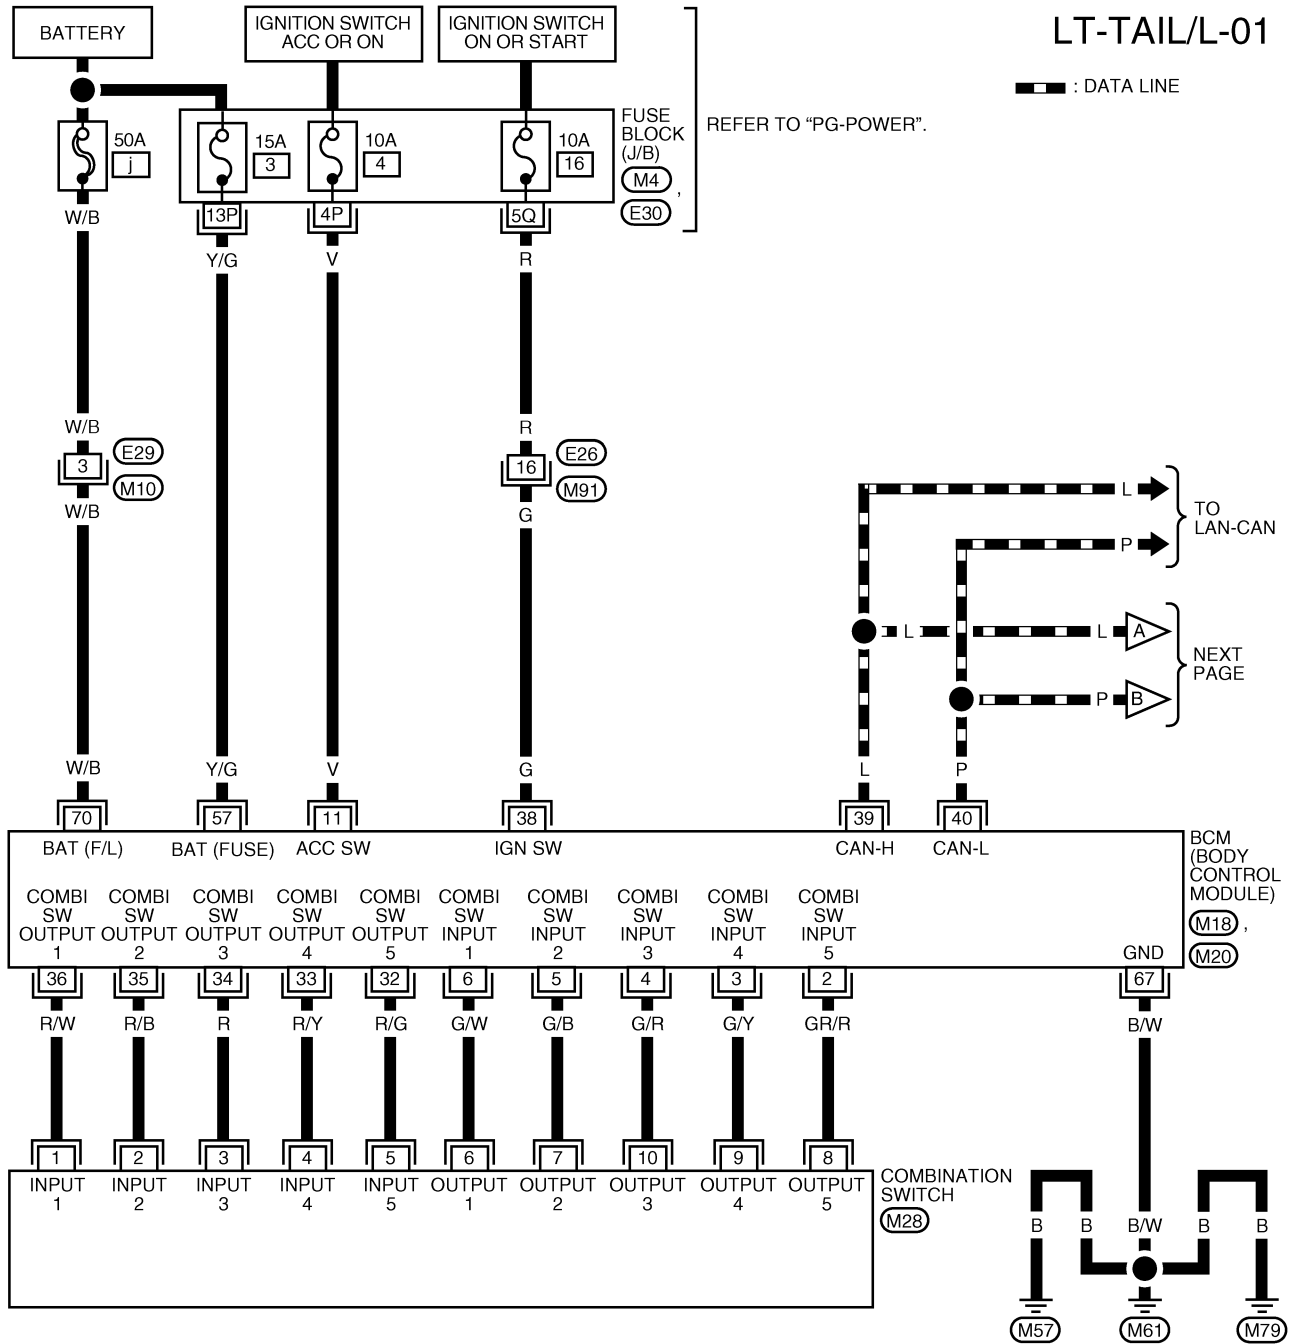 LT-TAIL/L-01
BATTERY
IGNITION SWITCH
ACC OR ON
IGNITION SWITCH
ON OR START
: DATA LINE
50A
j
15A
3
10A
4
10A
16
FUSE
BLOCK
(J/B)
M4 ,
E30
REFER TO “PG-POWER”.
13P
4P
5Q
W/B
Y/G
V
R
W/B
R
3
E29
M10
16
E26
M91
W/B
G
L
P
TO
LAN-CAN
L
L
A
P
B
NEXT
PAGE
W/B
Y/G
V
G
L
P
70
57
11
38
39
40
BAT (F/L)
BAT (FUSE)
ACC SW
IGN SW
CAN-H
CAN-L
BCM
(BODY
CONTROL
MODULE)
M18 ,
M20
COMBI
SW
OUTPUT
1
COMBI
SW
OUTPUT
2
COMBI
SW
OUTPUT
3
COMBI
SW
OUTPUT
4
COMBI
SW
OUTPUT
5
COMBI
SW
INPUT
1
COMBI
SW
INPUT
2
COMBI
SW
INPUT
3
COMBI
SW
INPUT
4
COMBI
SW
INPUT
5
GND
36
35
34
33
32
6
5
4
3
2
67
R/W
R/B
R
R/Y
R/G
G/W
G/B
G/R
G/Y
GR/R
B/W
1
2
3
4
5
6
7
10
9
8
INPUT
1
INPUT
2
INPUT
3
INPUT
4
INPUT
5
OUTPUT
1
OUTPUT
2
OUTPUT
3
OUTPUT
4
OUTPUT
5
COMBINATION
SWITCH
M28
B
B
B/W
B
B
M57
M61
M79